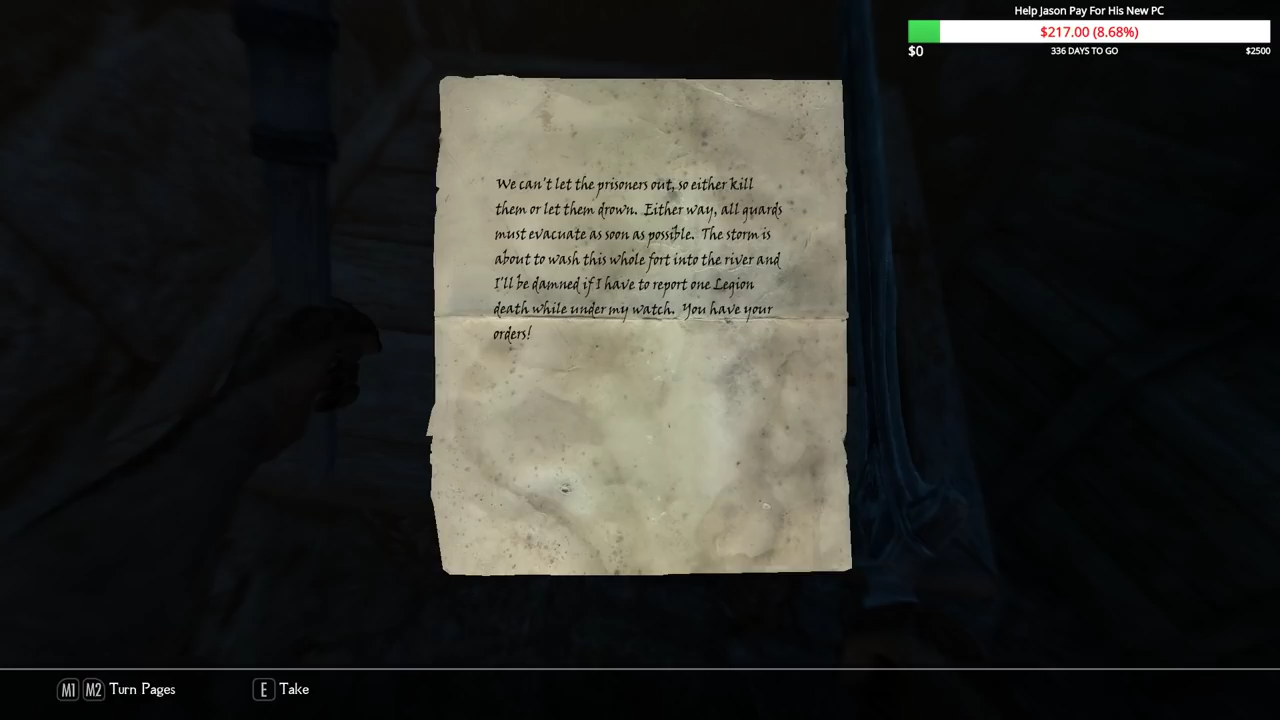 Help Jason Pay For His New PC
$217.00 (8.68%)
$0
336 DAYS TO GO
$2500
We can't let the prisoners out, so either kill
them or let them drown.  Either way, all guards
must evacuate as soon as possible.  The storm is
about to wash this whole fort into the river and
I'll be damned if I have to report one Legion
death while under my watch.  You have your
orders!
M1 M2 Turn Pages
E Take